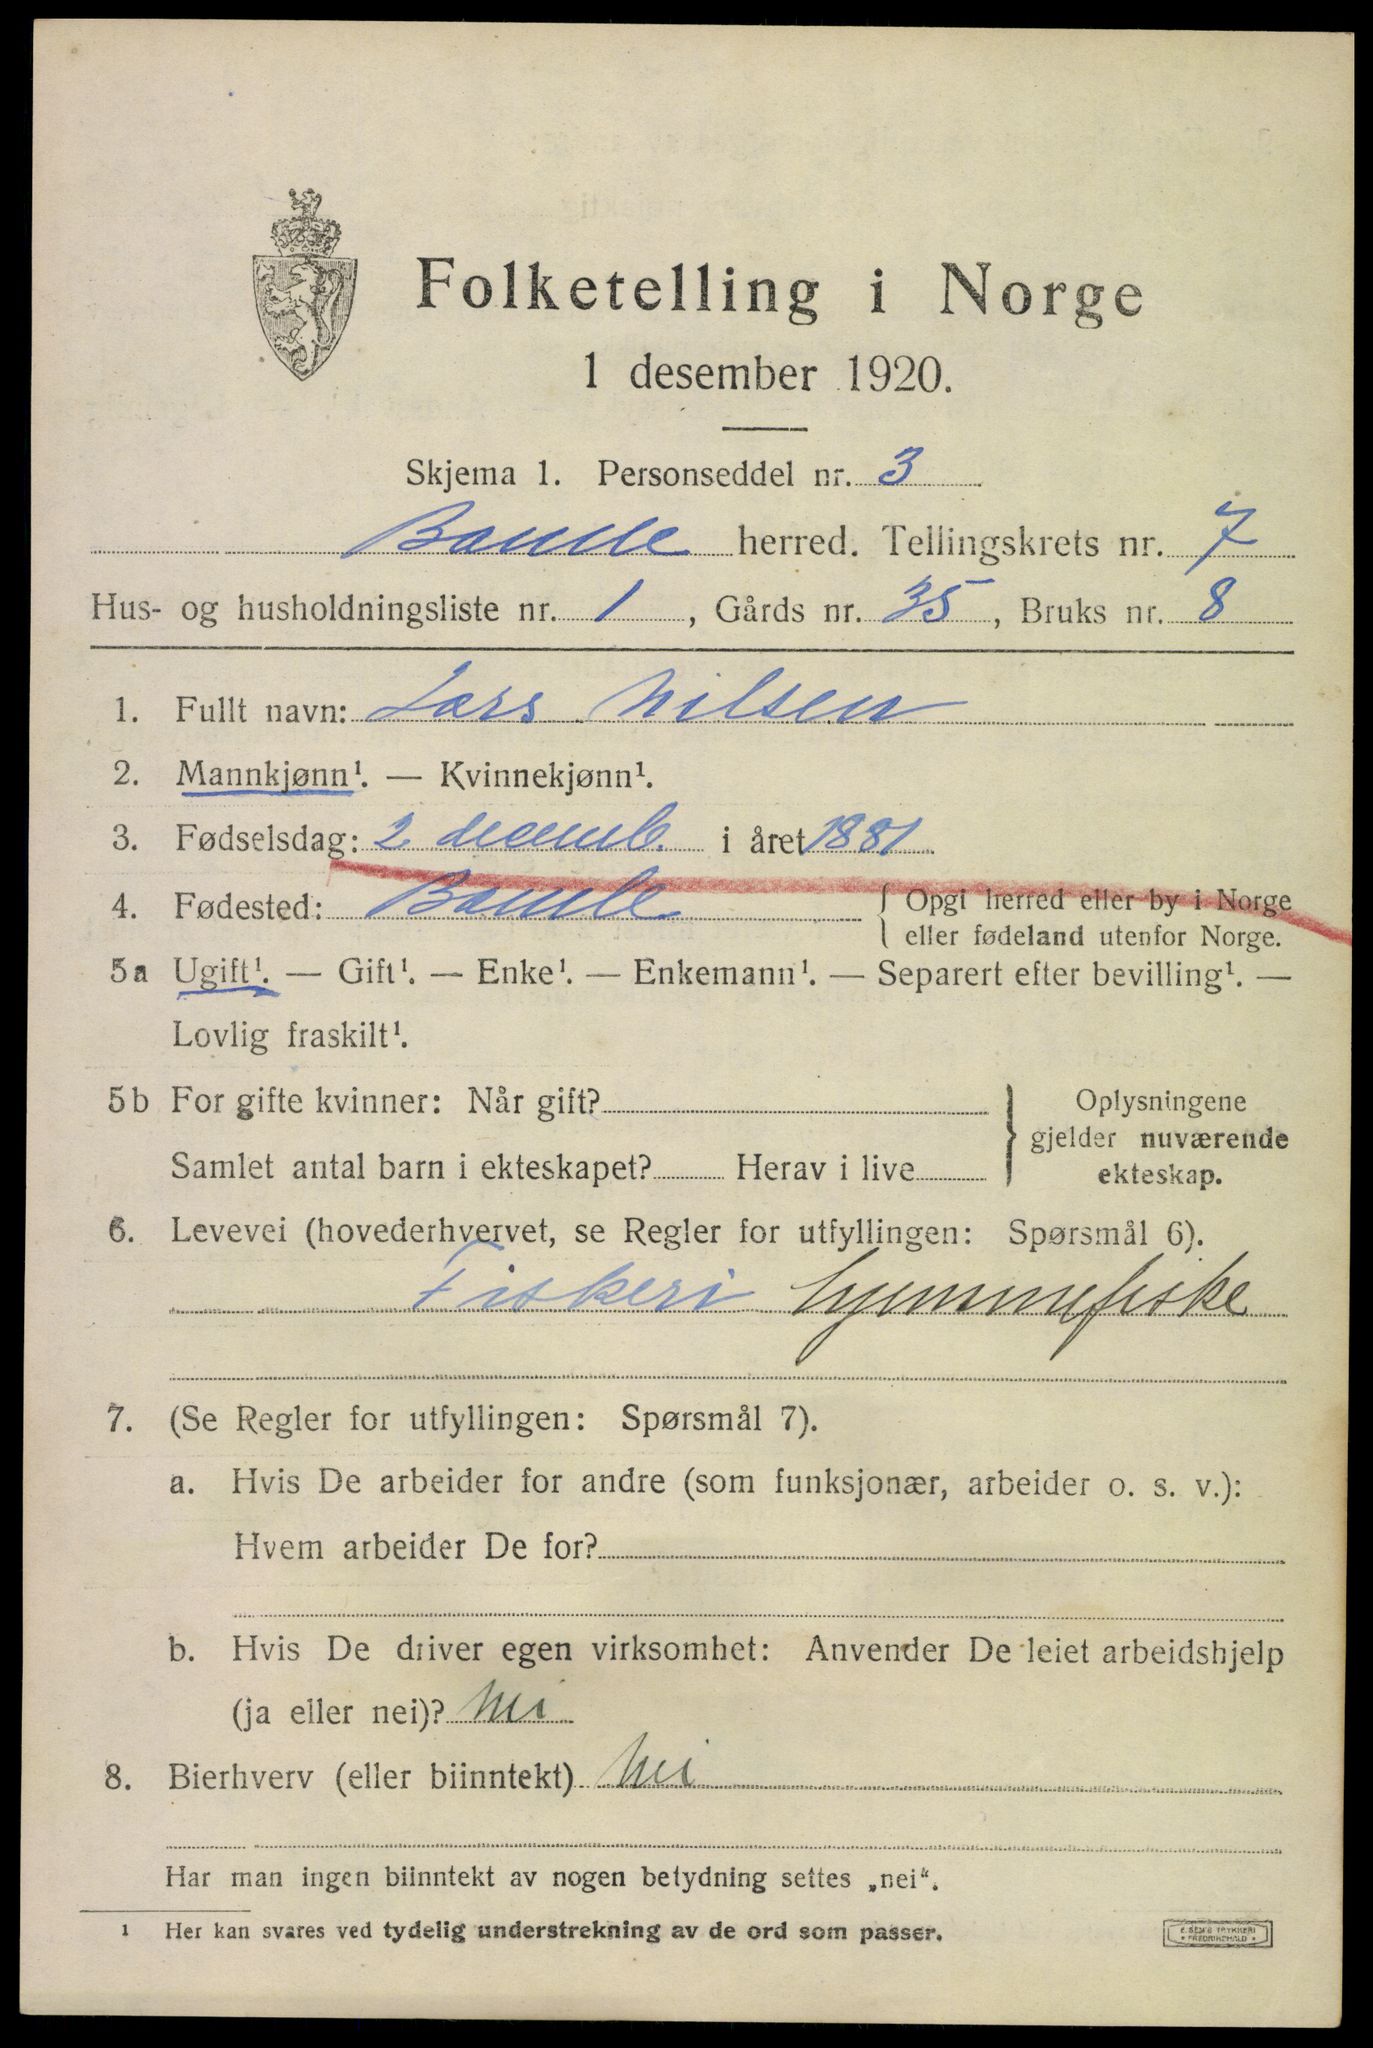 Folketelling i Norge
1 desember 1920.
Skjema 1. Personseddel nr. 3
Bamle herred. Tellingskrets nr. 7
Hus- og husholdningsliste nr. 1, Gårds nr. 35, Bruks nr. 8
1. Fullt navn: Lars Nilsen
2. Mannkjønn¹. — Kvinnekjønn¹.
3. Fødselsdag: 2 decemb. i året 1881
4. Fødested: Bamle { Opgi herred eller by i Norge
eller fødeland utenfor Norge.
5a Ugift¹. — Gift¹. — Enke¹. — Enkemann¹. — Separert efter bevilling¹. —
Lovlig fraskilt¹.
5b For gifte kvinner: Når gift?
Samlet antal barn i ekteskapet? Herav i live
} Oplysningene
gjelder nuværende
ekteskap.
6. Levevei (hovederhvervet, se Regler for utfyllingen: Spørsmål 6).
Fiskeri hjemmefiske
7. (Se Regler for utfyllingen: Spørsmål 7).
a. Hvis De arbeider for andre (som funksjonær, arbeider o. s. v.):
Hvem arbeider De for?
b. Hvis De driver egen virksomhet: Anvender De leiet arbeidshjelp
(ja eller nei)? Nei
8. Bierhverv (eller biinntekt) Nei
Har man ingen biinntekt av nogen betydning settes „nei“.
¹ Her kan svares ved tydelig understrekning av de ord som passer.
E. SEM'S TRYKKERI
FREDRIKSHALD